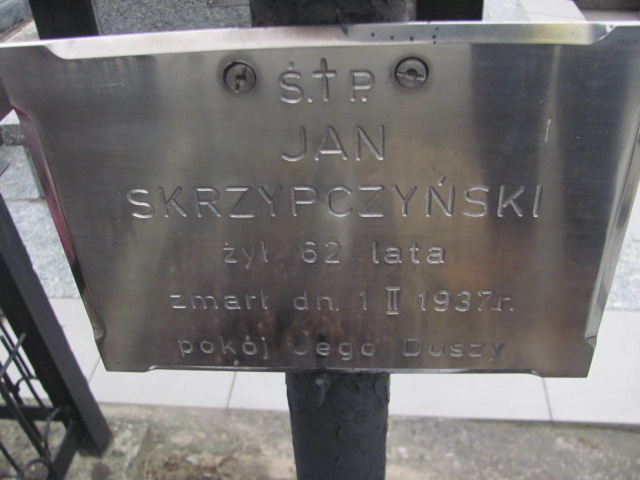 Ś.†P.
JAN
SKRZYPCZYŃSKI
żył 62 lata
zmarł dn. 1 II 1937.r.
pokój Jego Duszy